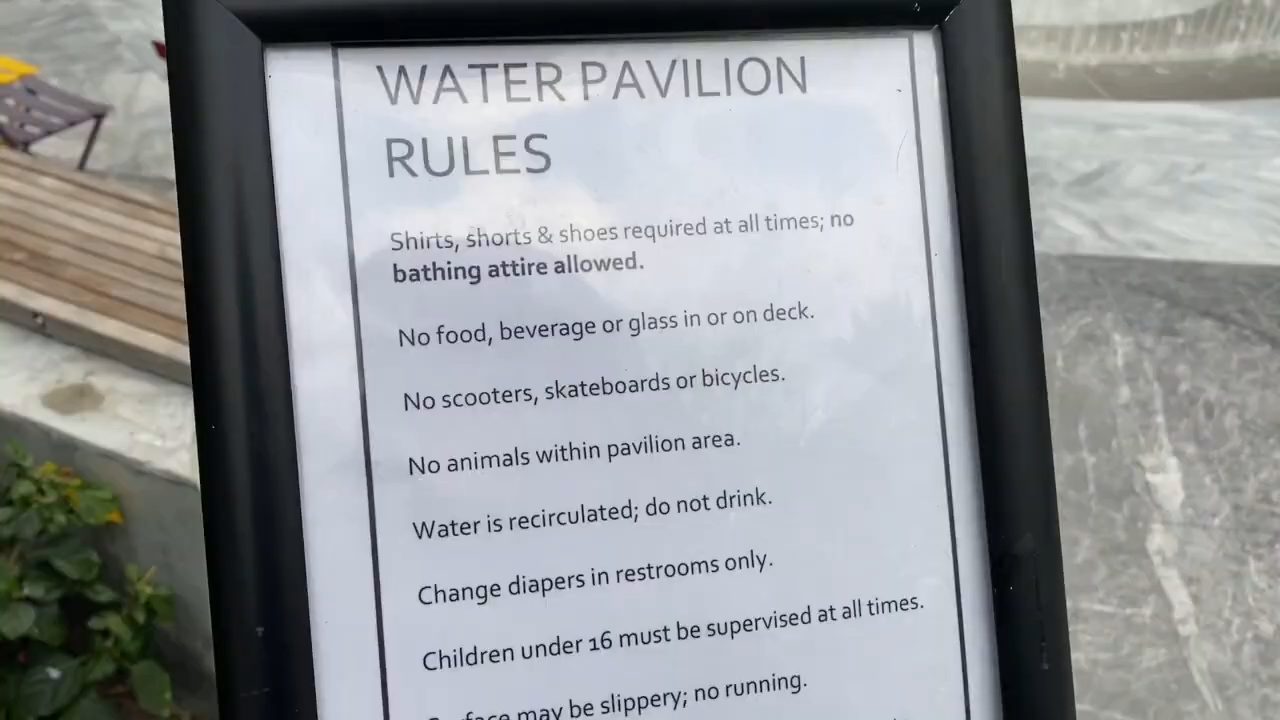 WATER PAVILION
RULES
Shirts, shorts & shoes required at all times; no
bathing attire allowed.
No food, beverage or glass in or on deck.
No scooters, skateboards or bicycles.
No animals within pavilion area.
Water is recirculated; do not drink.
Change diapers in restrooms only.
Children under 16 must be supervised at all times.
Surface may be slippery; no running.